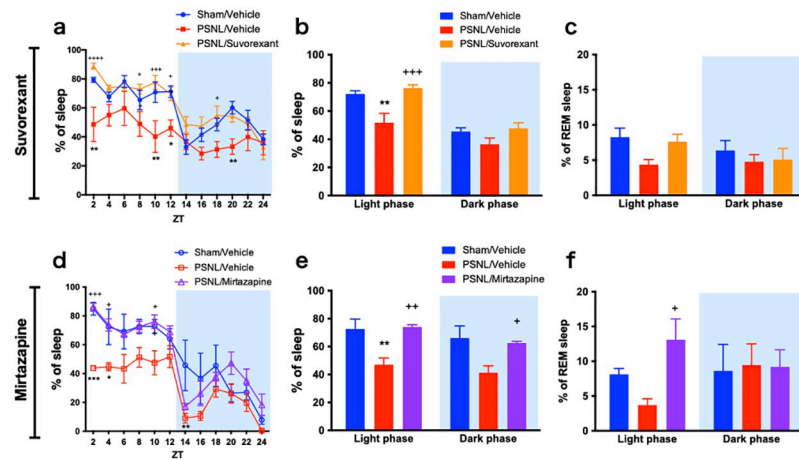 Suvorexant
a
Sham/Vehicle
PSNL/Vehicle
PSNL/Suvorexant
% of sleep
100
80
60
40
20
0
++++
+
+++
+
+
**
**
*
**
2 4 6 8 10 12 14 16 18 20 22 24
ZT
b
Sham/Vehicle
PSNL/Vehicle
PSNL/Suvorexant
% of sleep
100
80
60
40
20
0
**
+++
Light phase
Dark phase
c
% of REM sleep
20
15
10
5
0
Light phase
Dark phase
Mirtazapine
d
Sham/Vehicle
PSNL/Vehicle
PSNL/Mirtazapine
% of sleep
100
80
60
40
20
0
+++
+
+
+
***
*
**
2 4 6 8 10 12 14 16 18 20 22 24
ZT
e
Sham/Vehicle
PSNL/Vehicle
PSNL/Mirtazapine
% of sleep
100
80
60
40
20
0
**
++
+
Light phase
Dark phase
f
% of REM sleep
20
15
10
5
0
+
Light phase
Dark phase